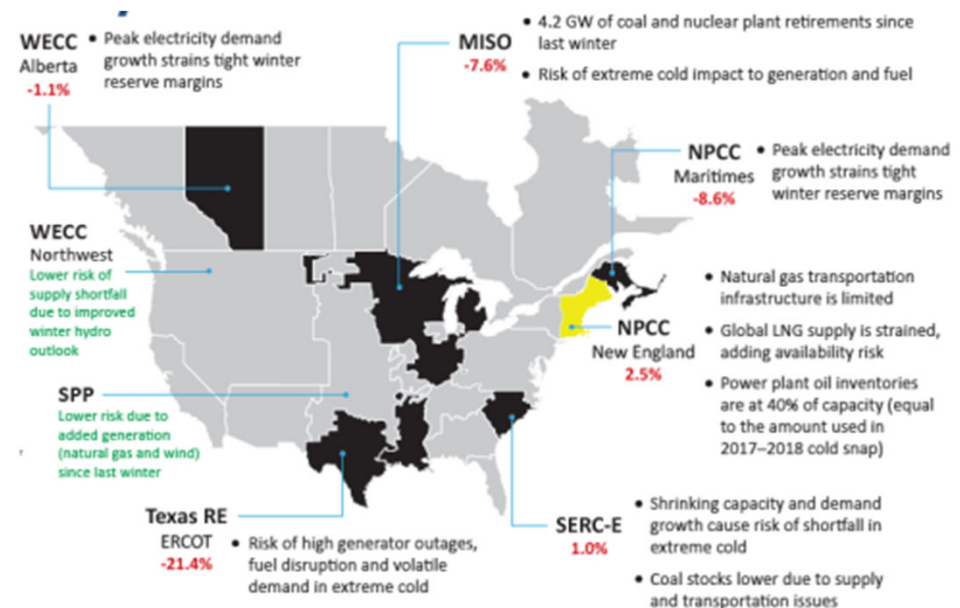 WECC
Alberta
-1.1%
• Peak electricity demand
growth strains tight winter
reserve margins
MISO
-7.6%
• 4.2 GW of coal and nuclear plant retirements since
last winter
• Risk of extreme cold impact to generation and fuel
NPCC
Maritimes
-8.6%
• Peak electricity demand
growth strains tight
winter reserve margins
WECC
Northwest
Lower risk of
supply shortfall
due to improved
winter hydro
outlook
NPCC
New England
2.5%
• Natural gas transportation
infrastructure is limited
• Global LNG supply is strained,
adding availability risk
• Power plant oil inventories
are at 40% of capacity (equal
to the amount used in
2017–2018 cold snap)
SPP
Lower risk due to
added generation
(natural gas and wind)
since last winter
Texas RE
ERCOT
-21.4%
• Risk of high generator outages,
fuel disruption and volatile
demand in extreme cold
SERC-E
1.0%
• Shrinking capacity and demand
growth cause risk of shortfall in
extreme cold
• Coal stocks lower due to supply
and transportation issues